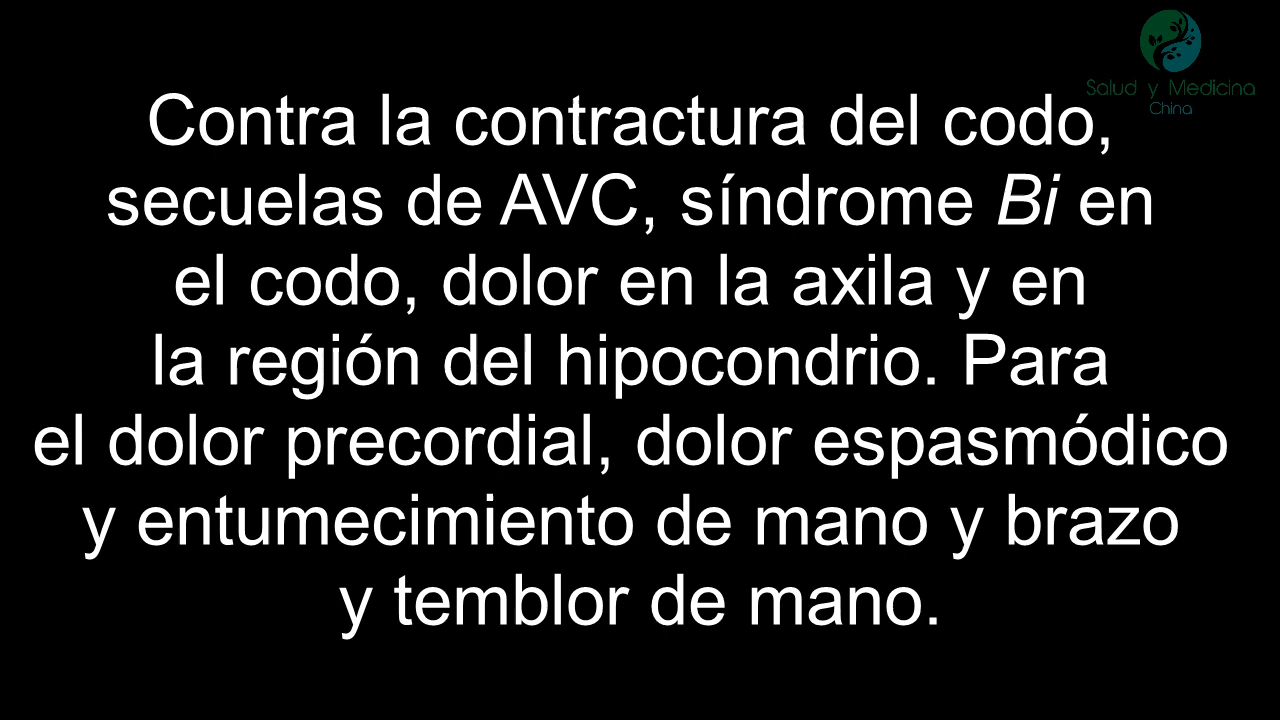 Salud y Medicina
China
Contra la contractura del codo,
secuelas de AVC, síndrome Bi en
el codo, dolor en la axila y en
la región del hipocondrio. Para
el dolor precordial, dolor espasmódico
y entumecimiento de mano y brazo
y temblor de mano.